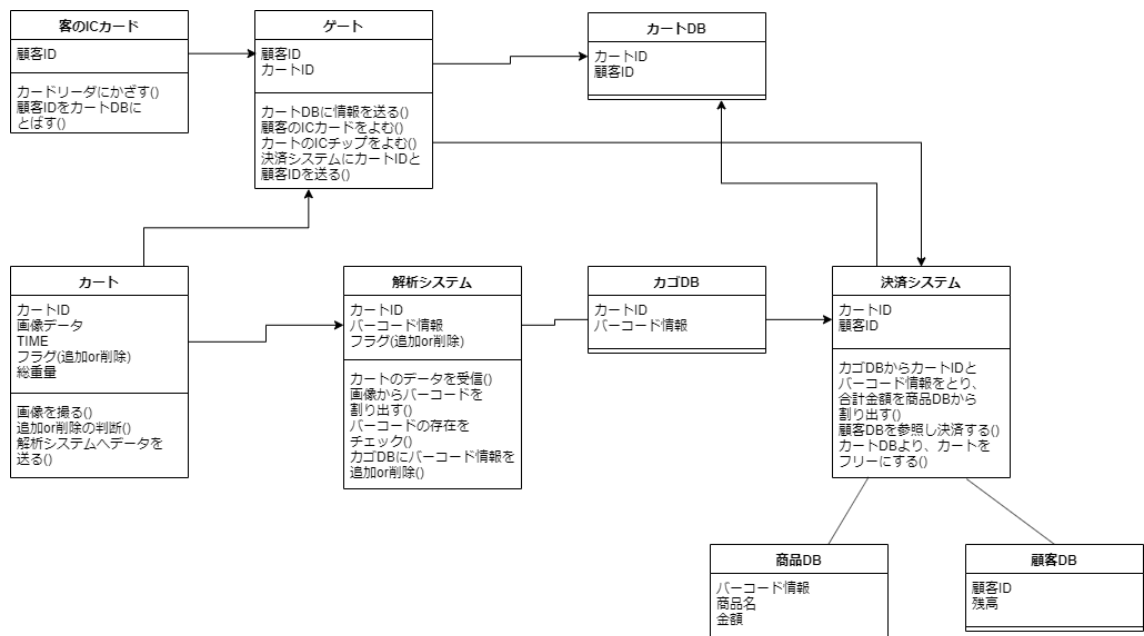 客のICカード
顧客ID
カードリーダにかざす()
顧客IDをカートDBに
とばす()
ゲート
顧客ID
カートID
カートDBに情報を送る()
顧客のICカードをよむ()
カートのICチップをよむ()
決済システムにカートIDと
顧客IDを送る()
カートDB
カートID
顧客ID
カート
カートID
画像データ
TIME
フラグ(追加or削除)
総重量
画像を撮る()
追加or削除の判断()
解析システムへデータを
送る()
解析システム
カートID
バーコード情報
フラグ(追加or削除)
カートのデータを受信()
画像からバーコードを
割り出す()
バーコードの存在を
チェック()
カゴDBにバーコード情報を
追加or削除()
カゴDB
カートID
バーコード情報
決済システム
カートID
顧客ID
カゴDBからカートIDと
バーコード情報をとり、
合計金額を商品DBから
割り出す()
顧客DBを参照し決済する()
カートDBより、カートを
フリーにする()
商品DB
バーコード情報
商品名
金額
顧客DB
顧客ID
残高